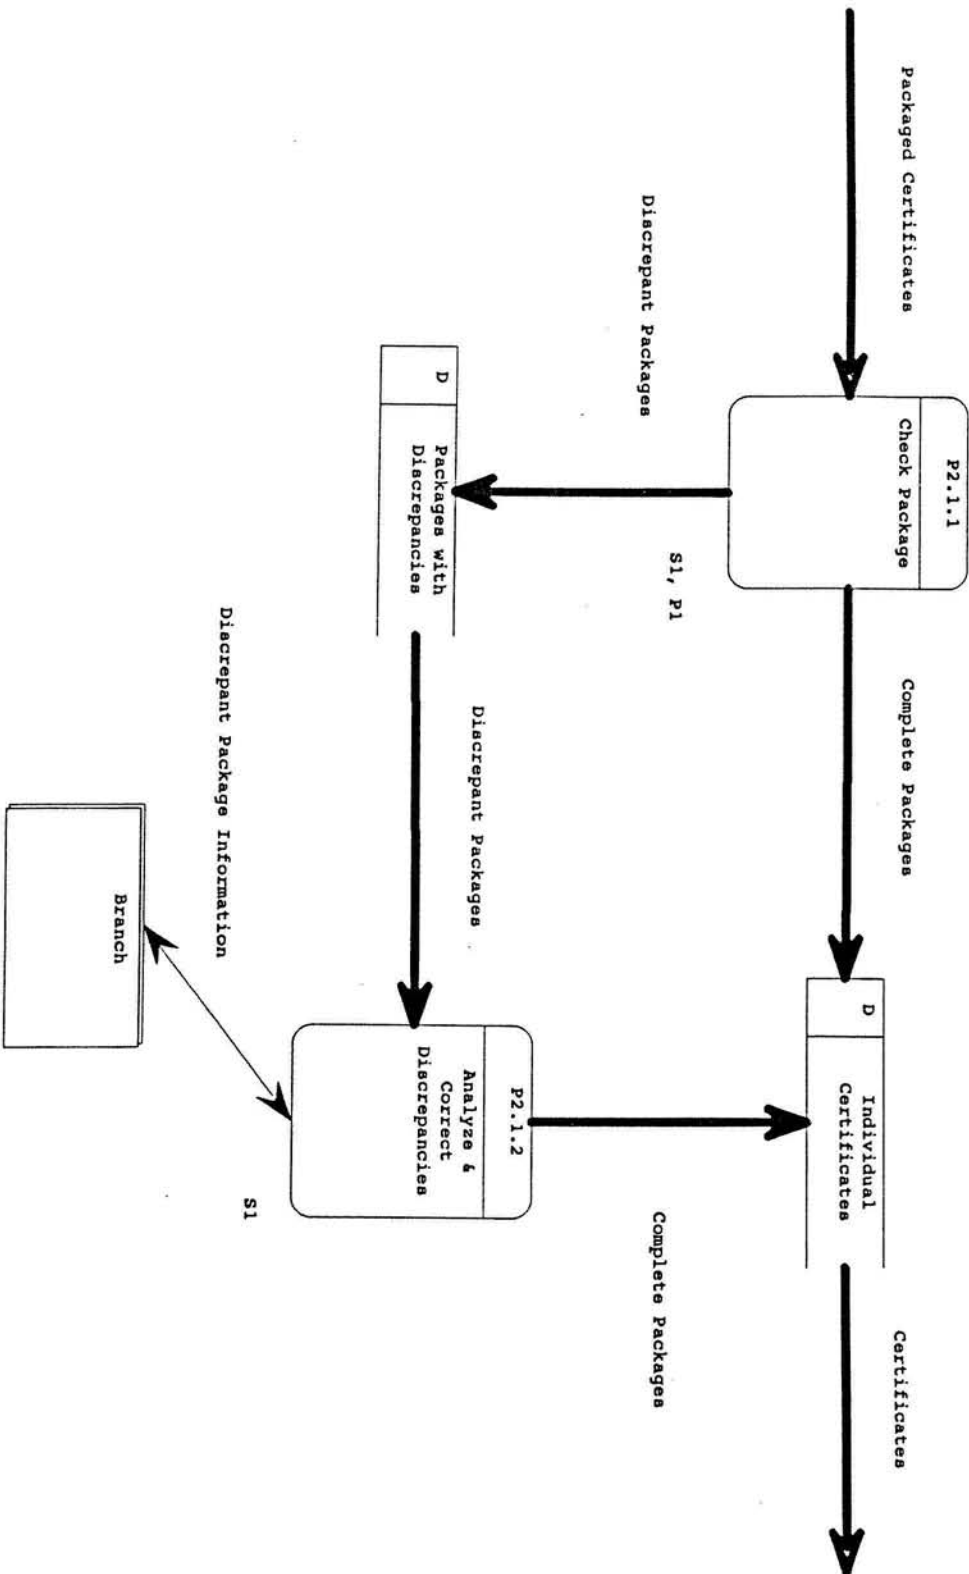 Packaged Certificates
P2.1.1
Check Package
S1, P1
Complete Packages
D
Individual
Certificates
Certificates
Discrepant Packages
D
Packages with
Discrepancies
Discrepant Packages
P2.1.2
Analyze &
Correct
Discrepancies
S1
Complete Packages
Discrepant Package Information
Branch